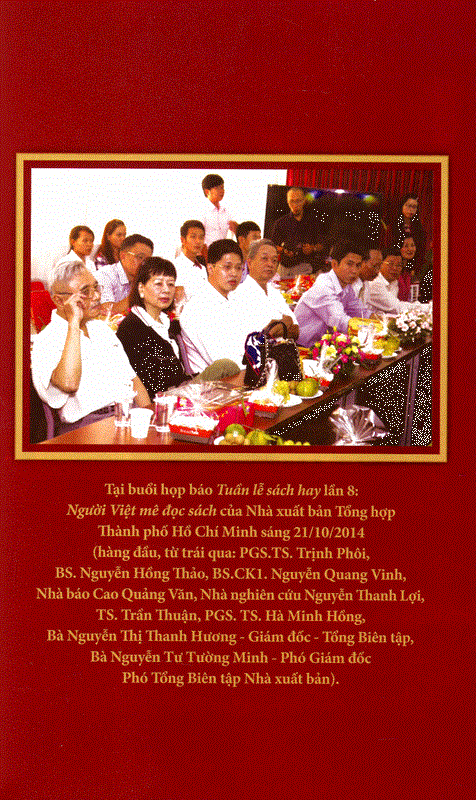 Tại buổi họp báo Tuần lễ sách hay lần 8:
Người Việt mê đọc sách của Nhà xuất bản Tổng hợp
Thành phố Hồ Chí Minh sáng 21/10/2014
(hàng đầu, từ trái qua: PGS.TS. Trịnh Phôi,
BS. Nguyễn Hồng Thảo, BS.CK1. Nguyễn Quang Vinh,
Nhà báo Cao Quảng Văn, Nhà nghiên cứu Nguyễn Thanh Lợi,
TS. Trần Thuận, PGS. TS. Hà Minh Hồng,
Bà Nguyễn Thị Thanh Hương - Giám đốc - Tổng Biên tập,
Bà Nguyễn Tư Tường Minh - Phó Giám đốc
Phó Tổng Biên tập Nhà xuất bản).